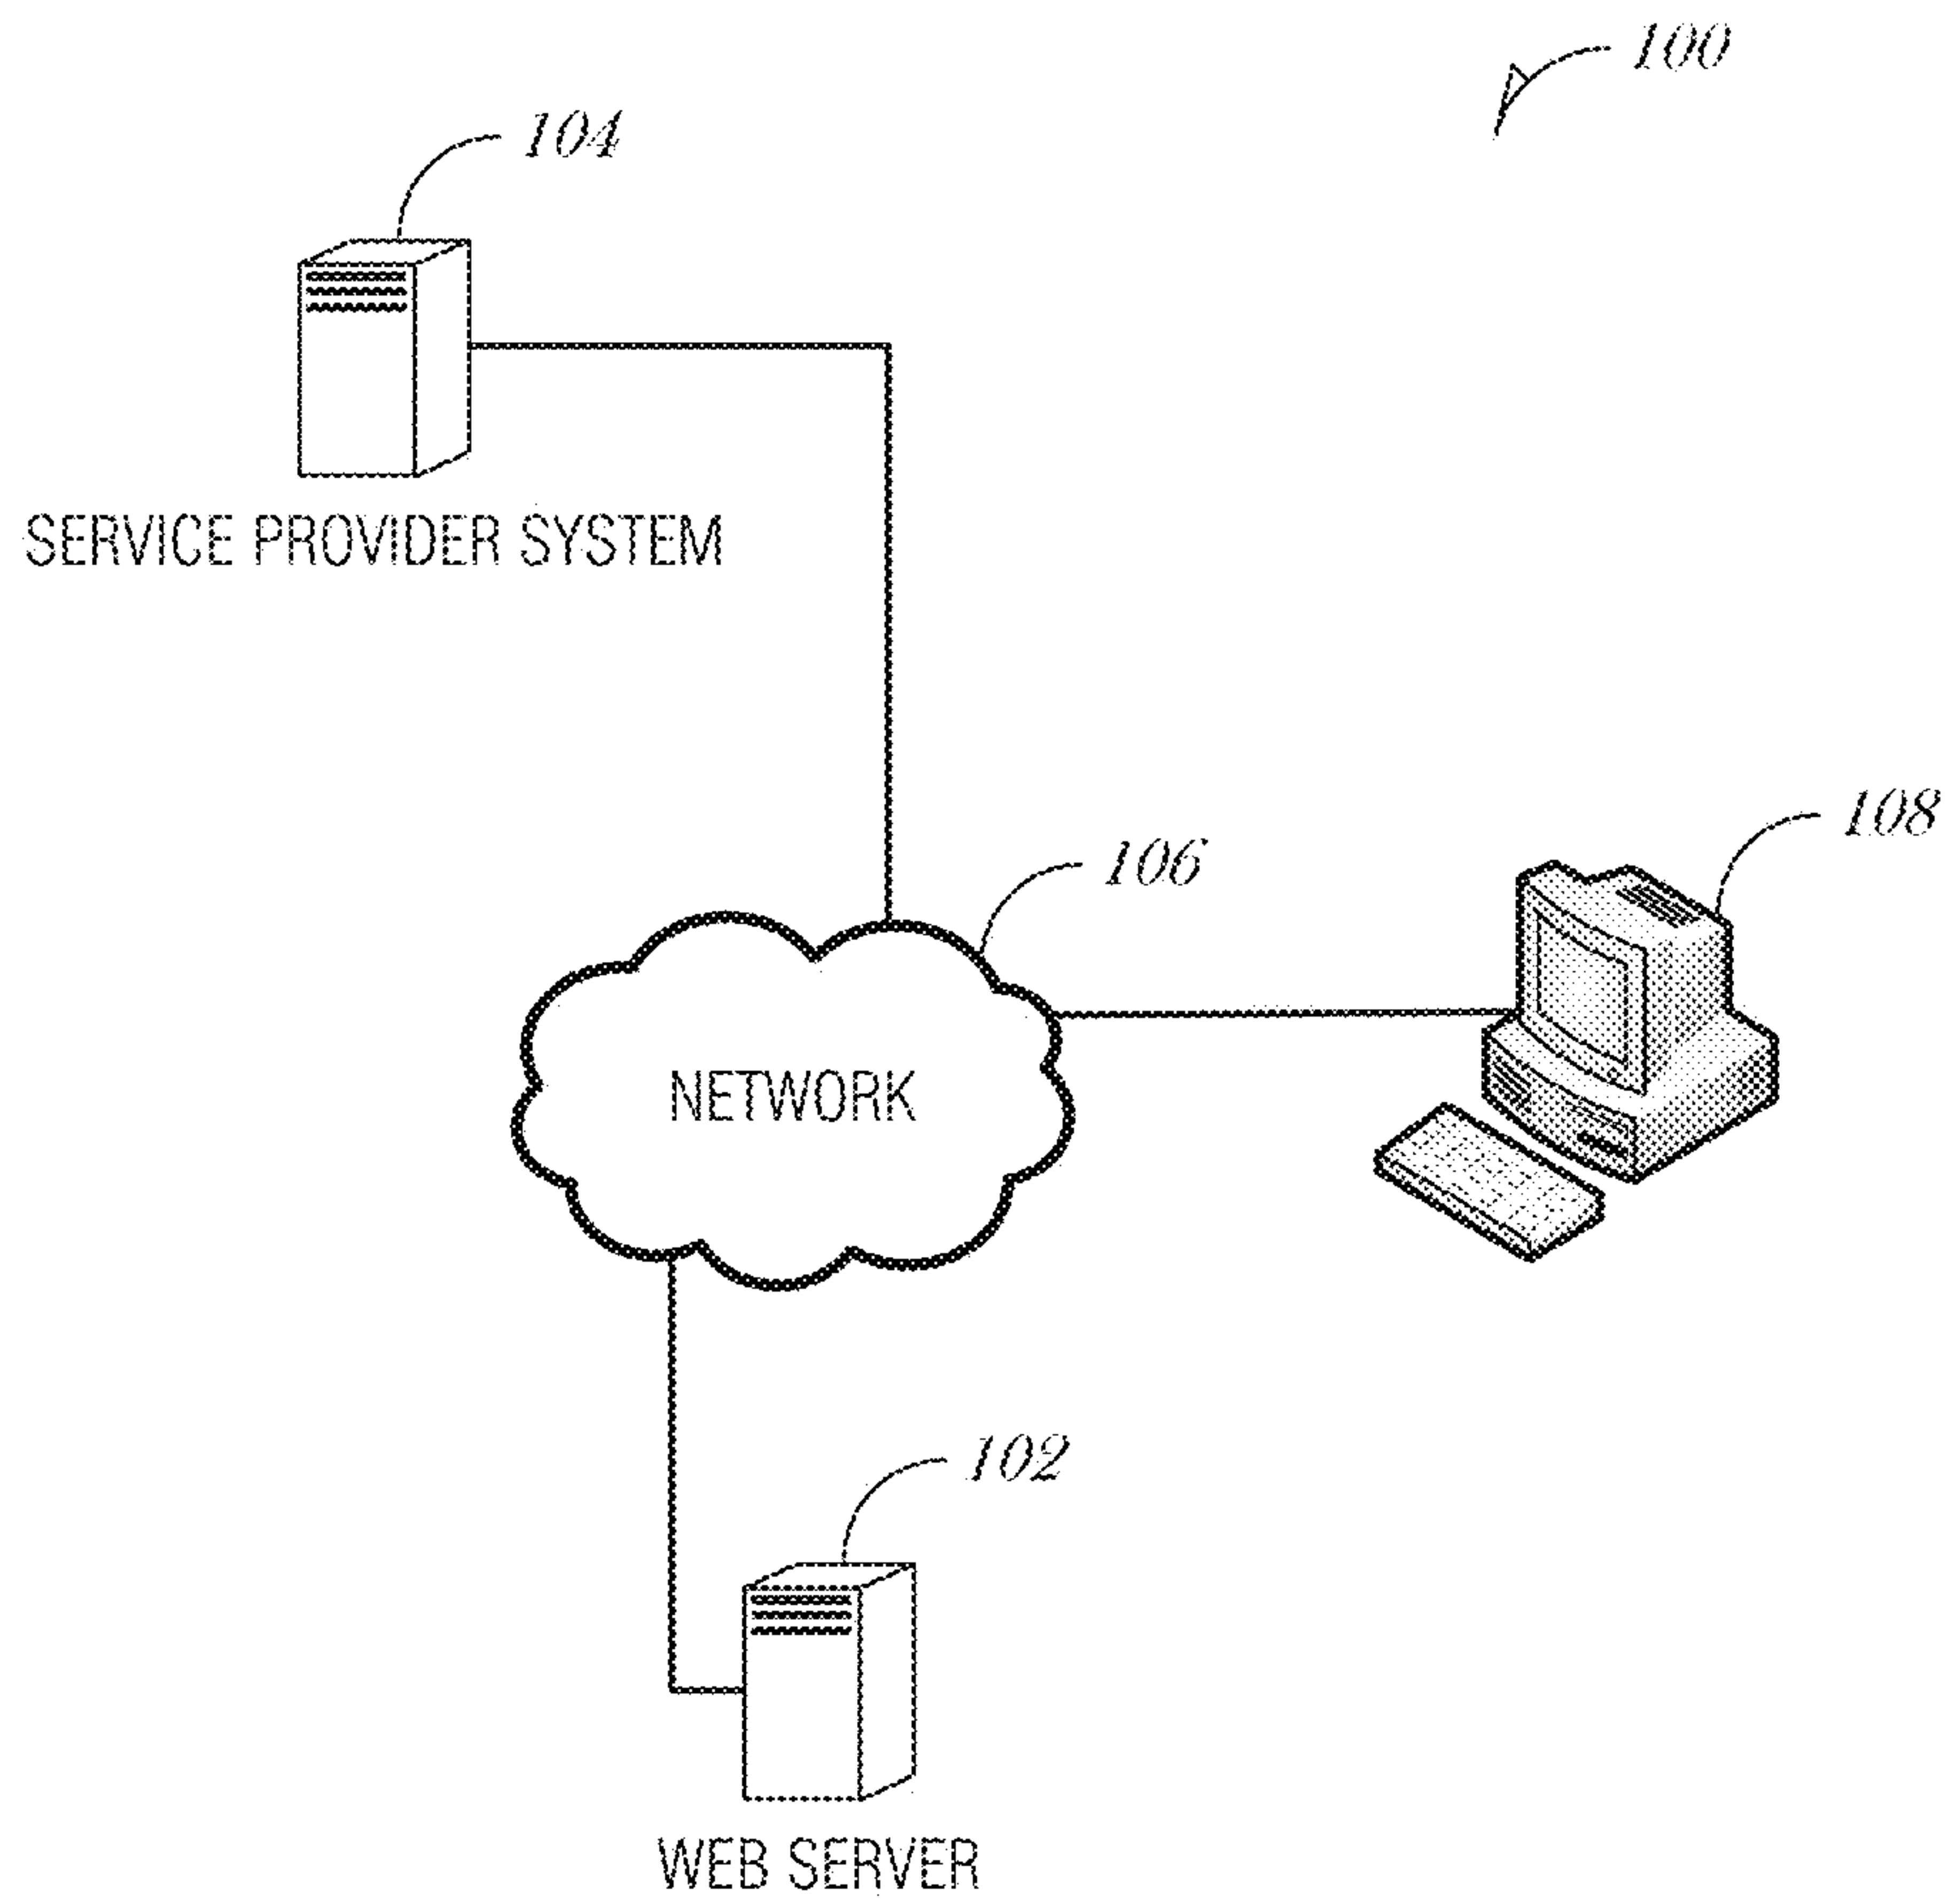 100
104
SERVICE PROVIDER SYSTEM
108
106
NETWORK
102
WEB SERVER